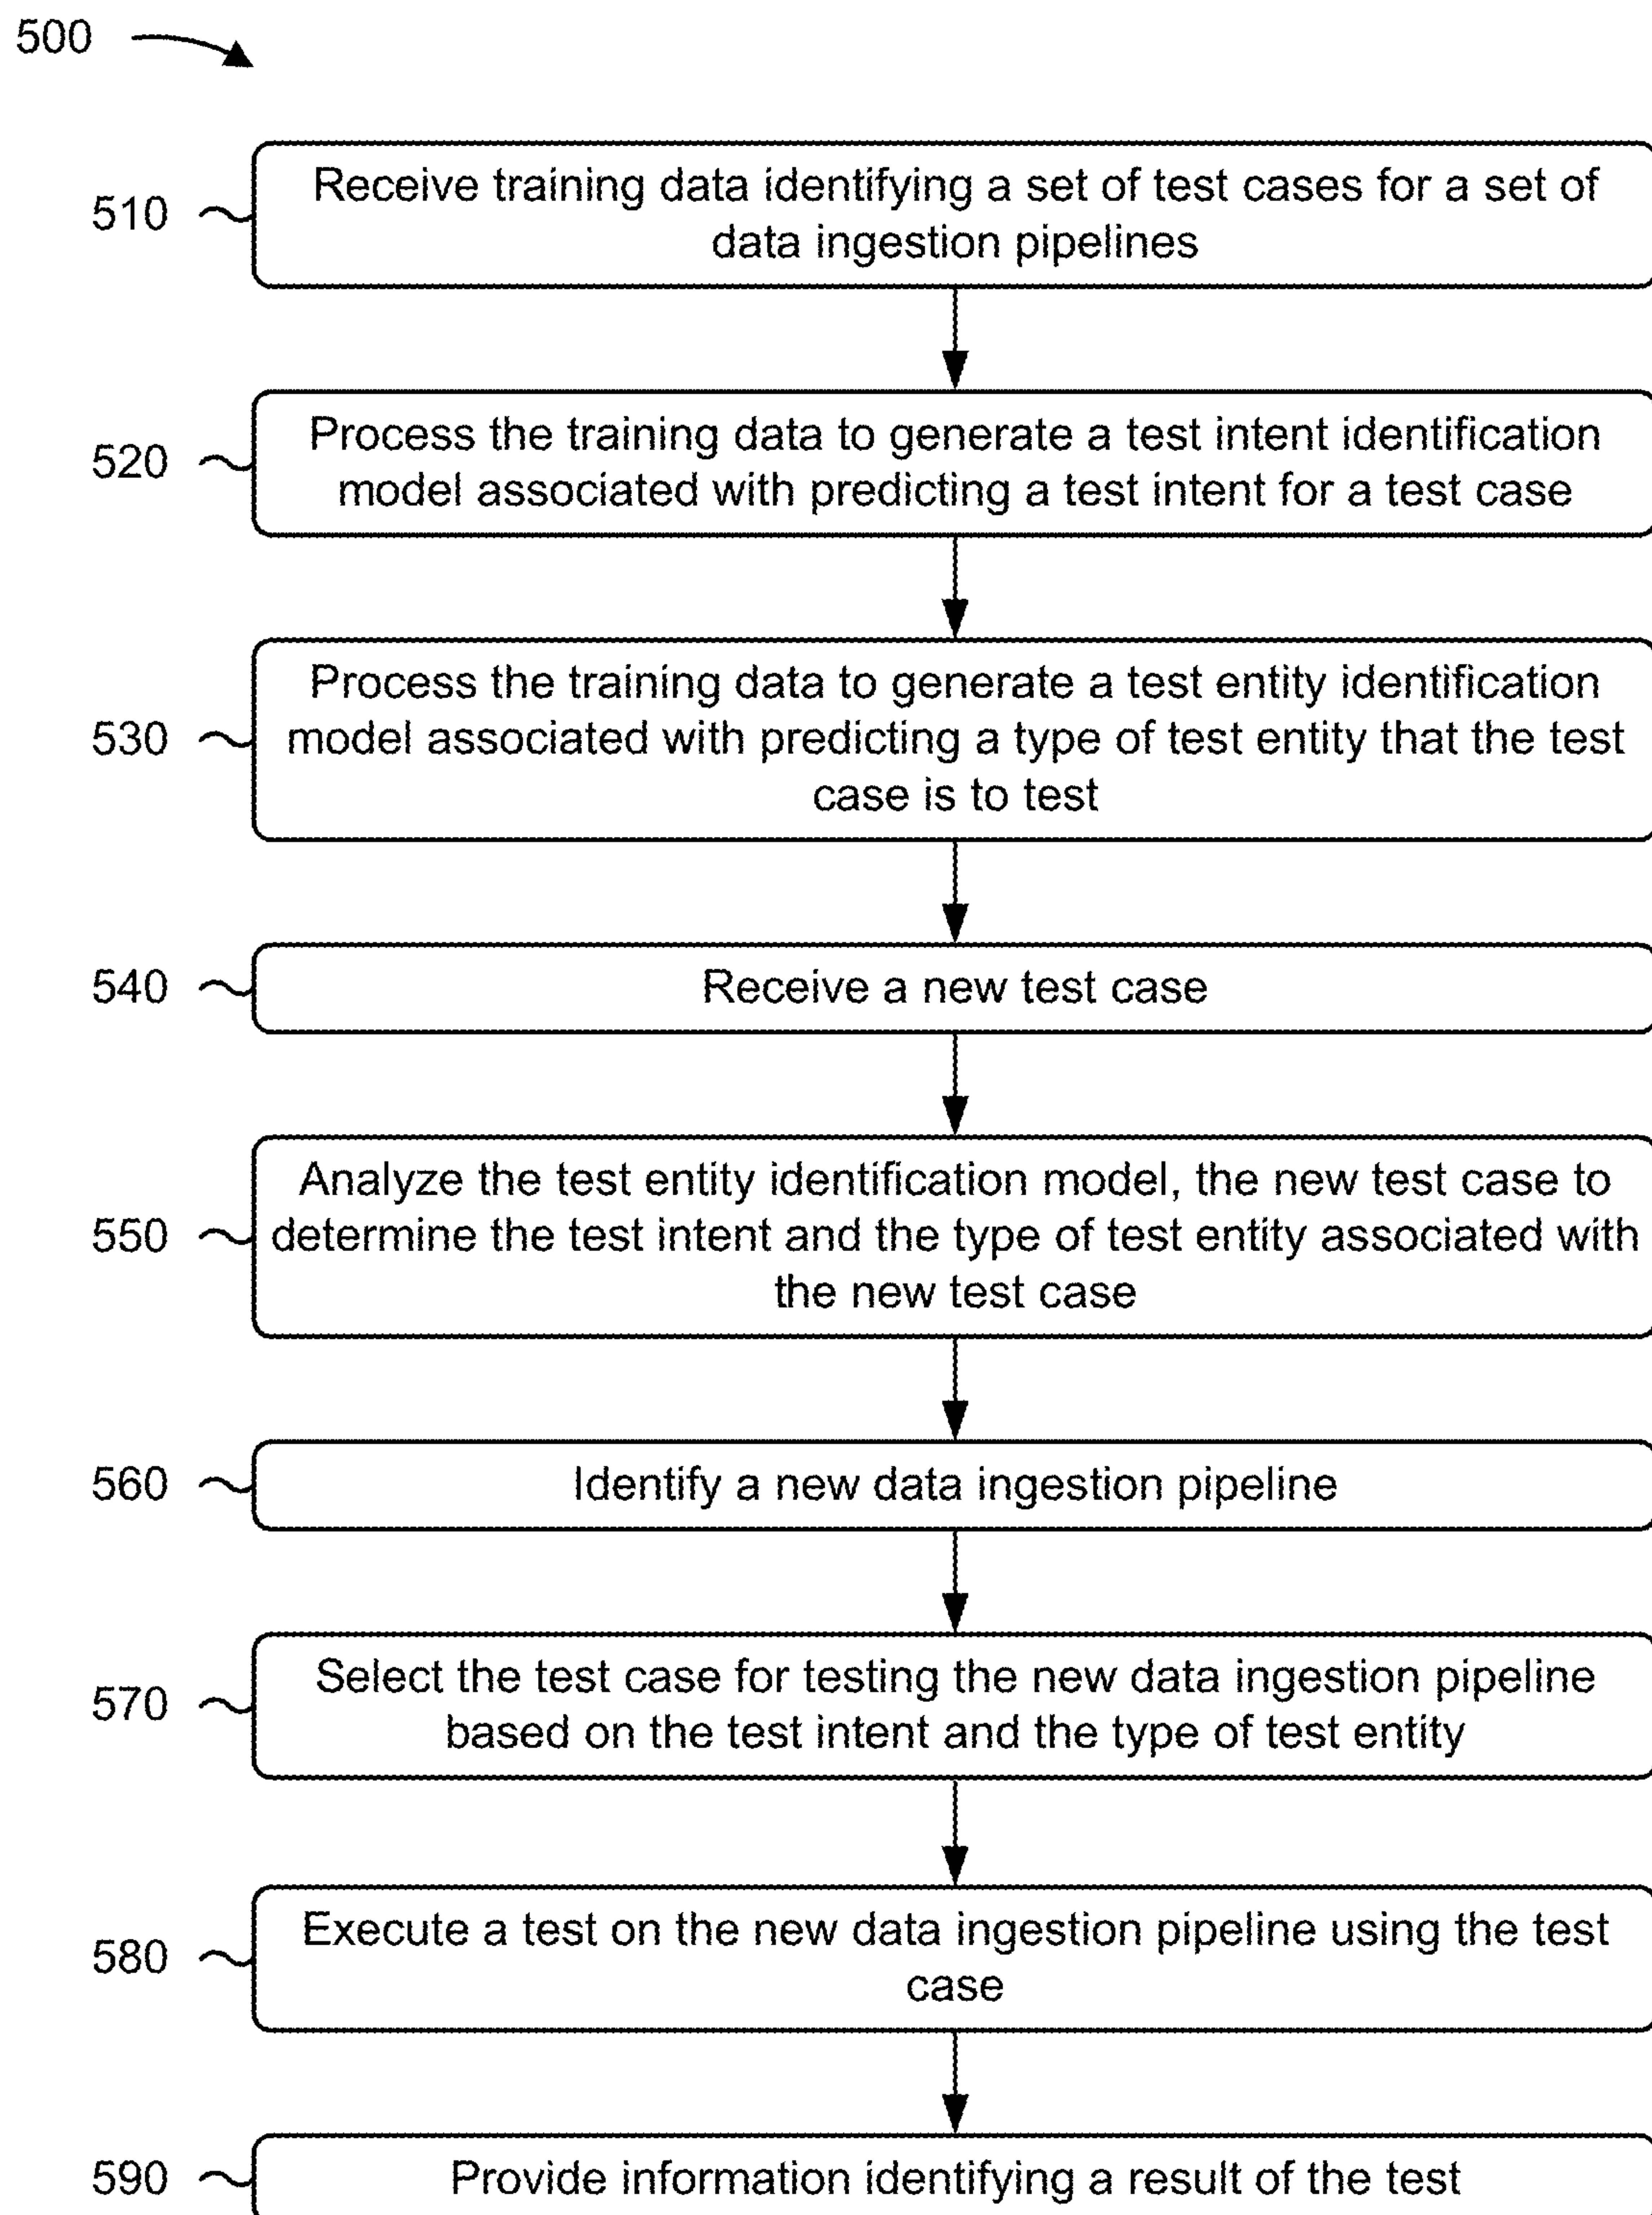 500
510
Receive training data identifying a set of test cases for a set of
data ingestion pipelines
520
Process the training data to generate a test intent identification
model associated with predicting a test intent for a test case
530
Process the training data to generate a test entity identification
model associated with predicting a type of test entity that the test
case is to test
540
Receive a new test case
550
Analyze the test entity identification model, the new test case to
determine the test intent and the type of test entity associated with
the new test case
560
Identify a new data ingestion pipeline
570
Select the test case for testing the new data ingestion pipeline
based on the test intent and the type of test entity
580
Execute a test on the new data ingestion pipeline using the test
case
590
Provide information identifying a result of the test